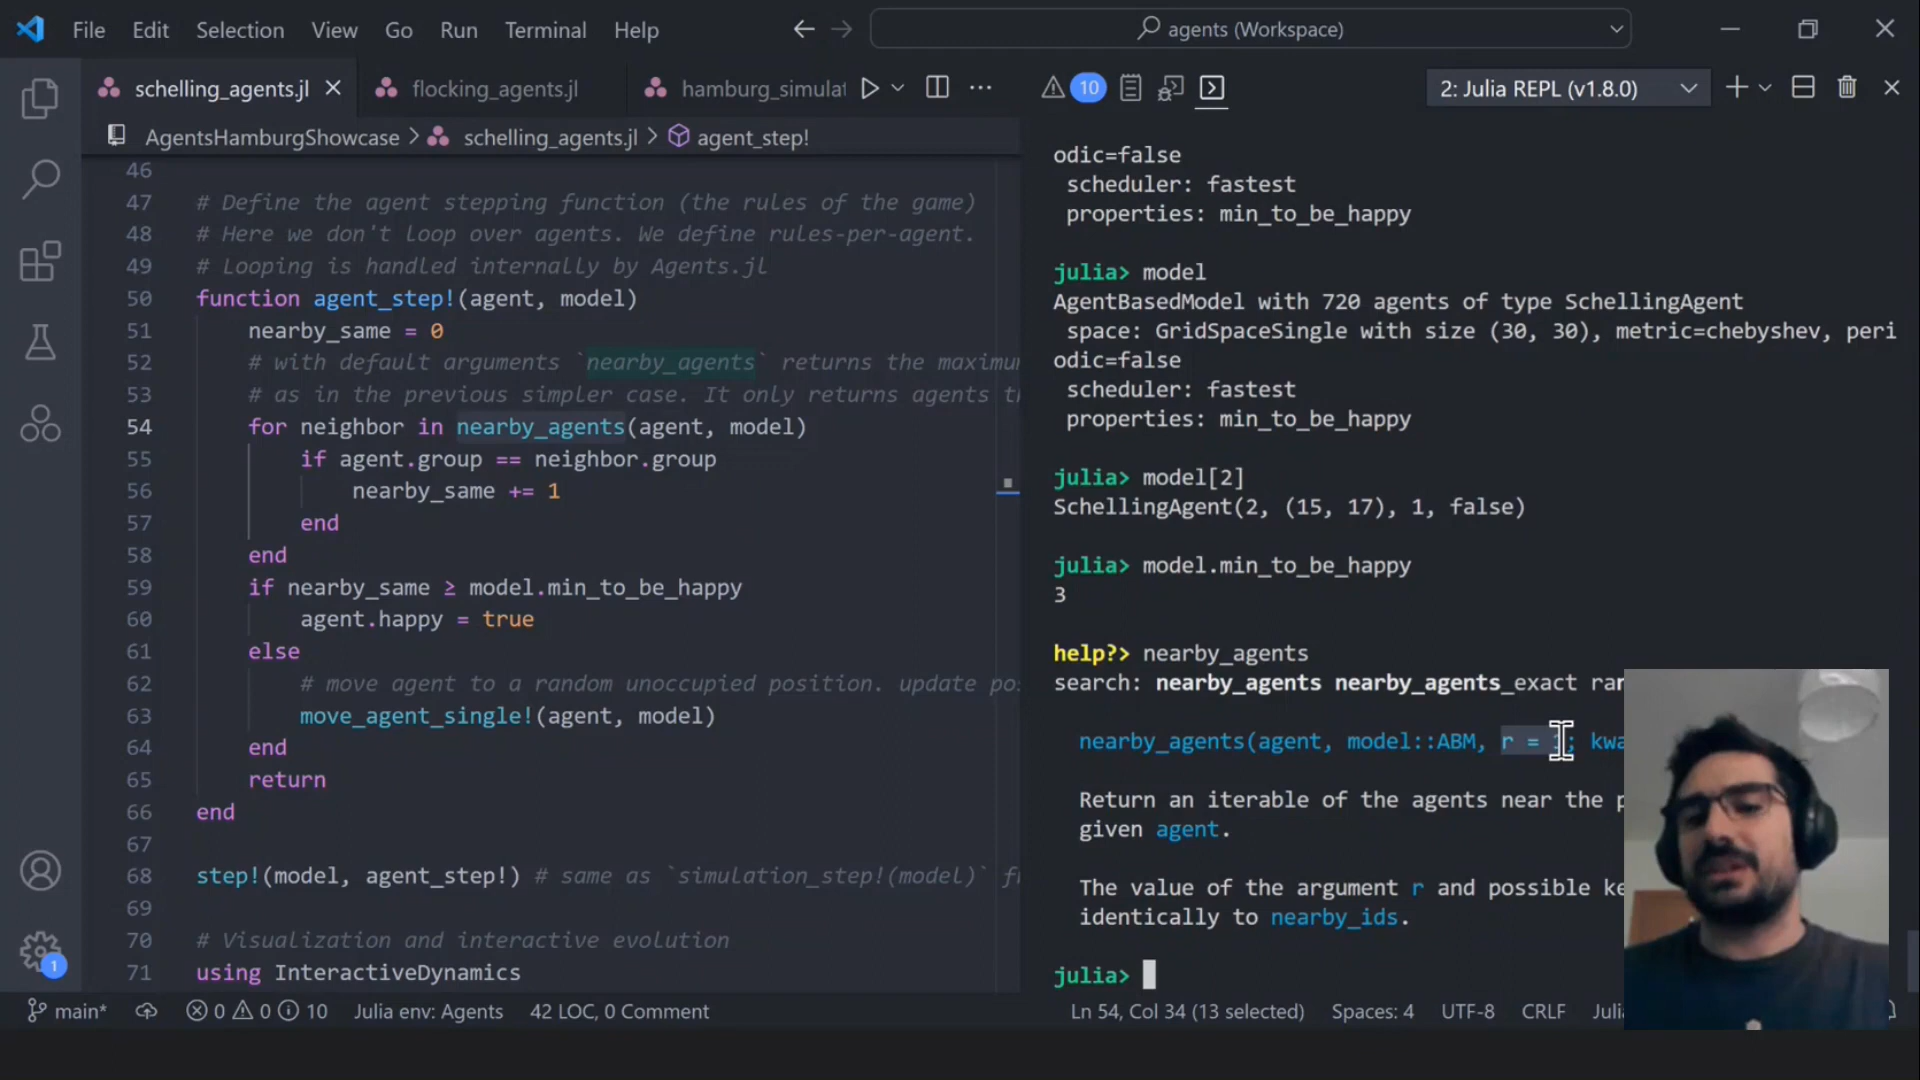 File Edit Selection View Go Run Terminal Help
agents (Workspace)
schelling_agents.jl
flocking_agents.jl
hamburg_simulat
10
2: Julia REPL (v1.8.0)
AgentsHamburgShowcase > schelling_agents.jl > agent_step!
46
47 # Define the agent stepping function (the rules of the game)
48 # Here we don't loop over agents. We define rules-per-agent.
49 # Looping is handled internally by Agents.jl
50 function agent_step!(agent, model)
51 nearby_same = 0
52 # with default arguments `nearby_agents` returns the maximum
53 # as in the previous simpler case. It only returns agents
54 for neighbor in nearby_agents(agent, model)
55 if agent.group == neighbor.group
56 nearby_same += 1
57 end
58 end
59 if nearby_same ≥ model.min_to_be_happy
60 agent.happy = true
61 else
62 # move agent to a random unoccupied position. update
63 move_agent_single!(agent, model)
64 end
65 return
66 end
67
68 step!(model, agent_step!) # same as `simulation_step!(model)`
69
70 # Visualization and interactive evolution
71 using InteractiveDynamics
odic=false
scheduler: fastest
properties: min_to_be_happy
julia> model
AgentBasedModel with 720 agents of type SchellingAgent
space: GridSpaceSingle with size (30, 30), metric=chebyshev, peri
odic=false
scheduler: fastest
properties: min_to_be_happy
julia> model[2]
SchellingAgent(2, (15, 17), 1, false)
julia> model.min_to_be_happy
3
help?> nearby_agents
search: nearby_agents nearby_agents_exact ran
nearby_agents(agent, model::ABM, r = ; kwa
Return an iterable of the agents near the p
given agent.
The value of the argument r and possible ke
identically to nearby_ids.
julia>
1
main* 0 0 10 Julia env: Agents 42 LOC, 0 Comment Ln 54, Col 34 (13 selected) Spaces: 4 UTF-8 CRLF Juli